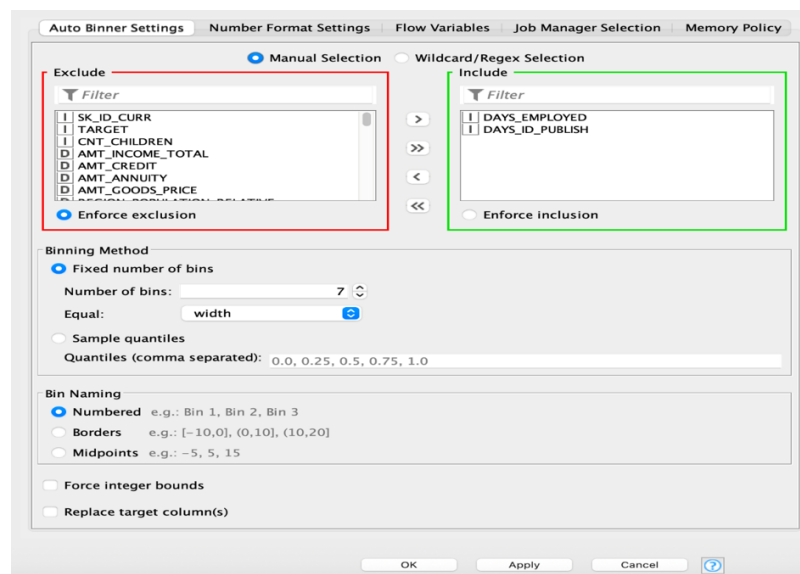 Auto Binner Settings Number Format Settings Flow Variables Job Manager Selection Memory Policy
Manual Selection Wildcard/Regex Selection
Exclude
Filter
I SK_ID_CURR
I TARGET
I CNT_CHILDREN
D AMT_INCOME_TOTAL
D AMT_CREDIT
D AMT_ANNUITY
D AMT_GOODS_PRICE
Enforce exclusion
>
>>
<
<<
Include
Filter
I DAYS_EMPLOYED
I DAYS_ID_PUBLISH
Enforce inclusion
Binning Method
Fixed number of bins
Number of bins: 7
Equal: width
Sample quantiles
Quantiles (comma separated): 0.0, 0.25, 0.5, 0.75, 1.0
Bin Naming
Numbered e.g.: Bin 1, Bin 2, Bin 3
Borders e.g.: [-10,0], (0,10], (10,20]
Midpoints e.g.: -5, 5, 15
Force integer bounds
Replace target column(s)
OK Apply Cancel ?